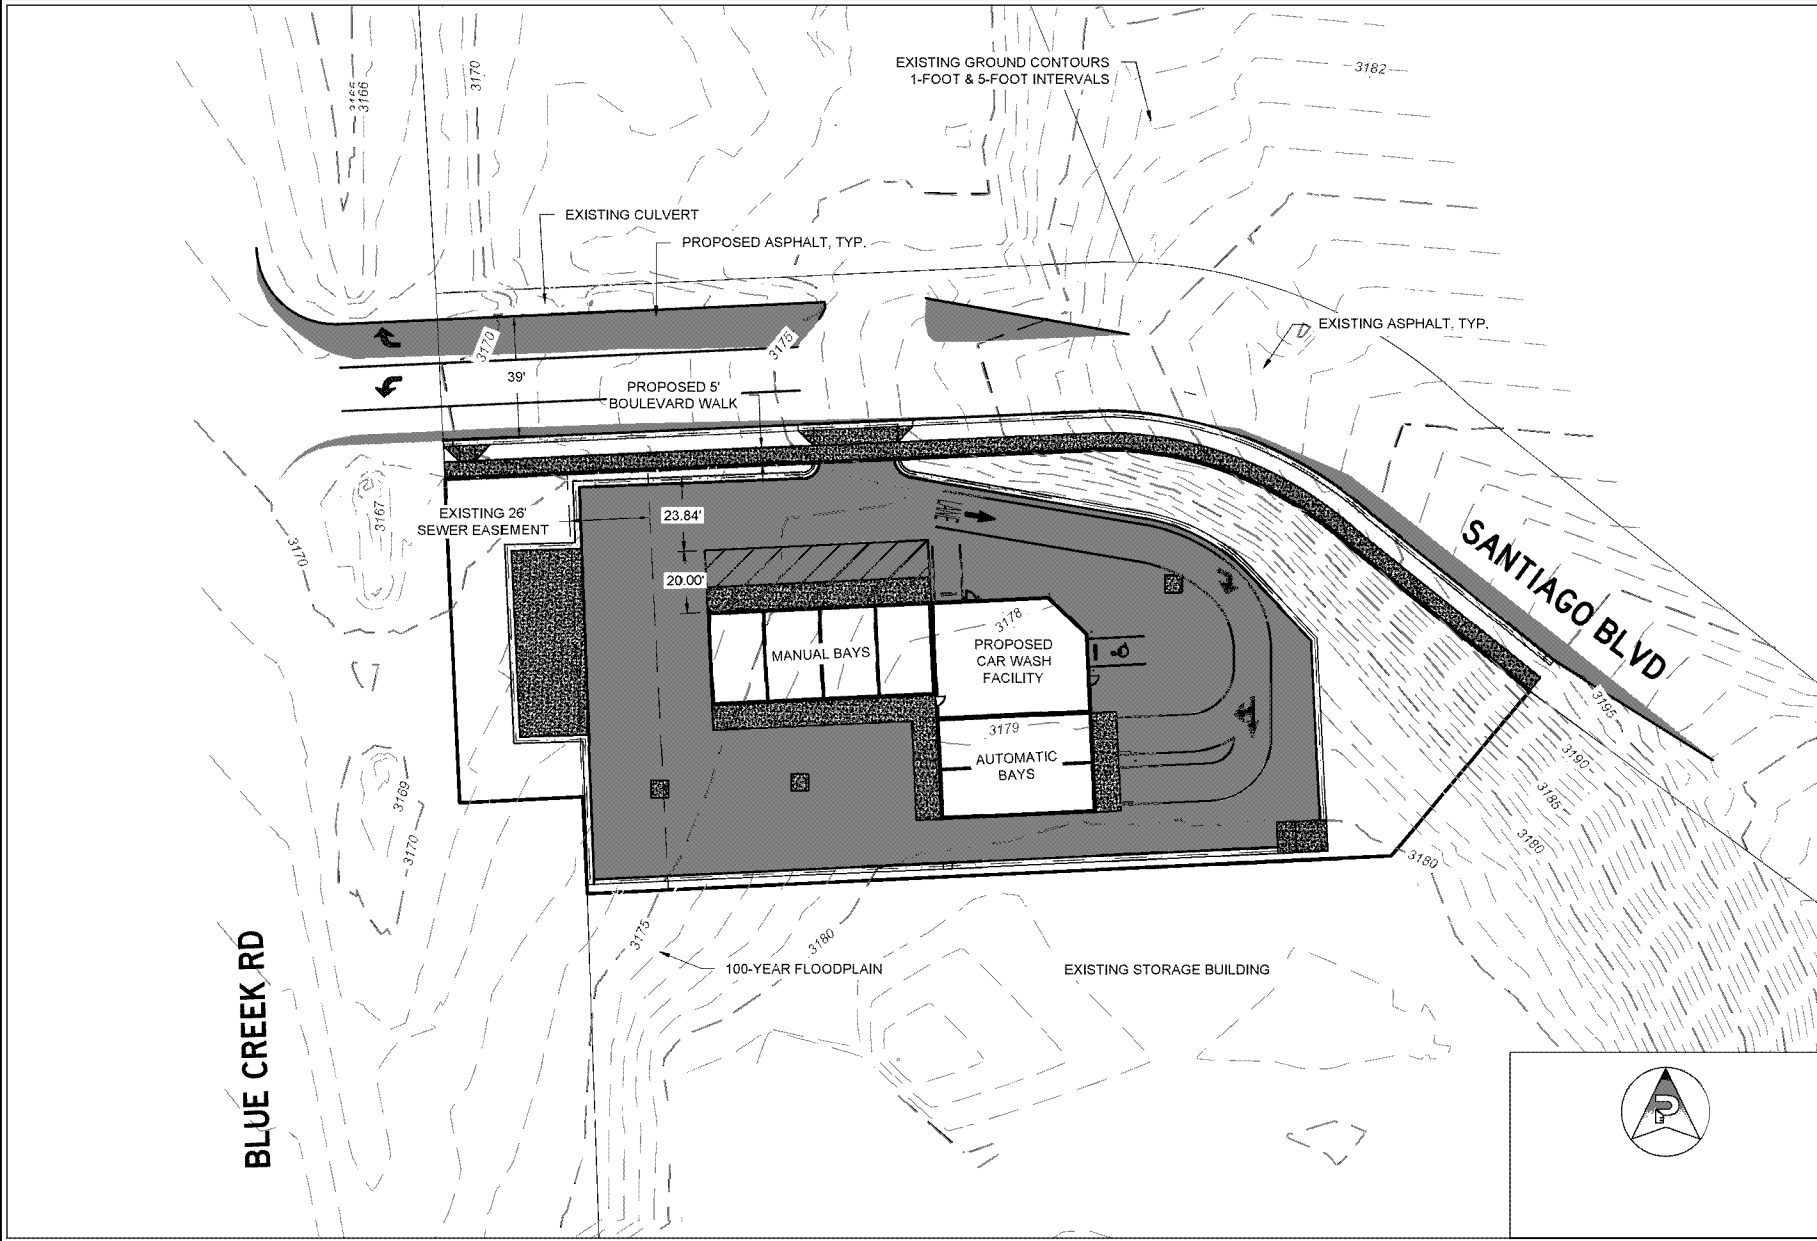 EXISTING GROUND CONTOURS
1-FOOT & 5-FOOT INTERVALS
3182
3170
3166
EXISTING CULVERT
PROPOSED ASPHALT, TYP.
EXISTING ASPHALT, TYP.
3170
3175
39'
PROPOSED 5'
BOULEVARD WALK
3167
3170
EXISTING 26'
SEWER EASEMENT
23.84'
20.00'
LANE
SANTIAGO BLVD
MANUAL BAYS
3178
PROPOSED
CAR WASH
FACILITY
3179
AUTOMATIC
BAYS
3195
3190
3185
3180
3180
3169
3170
3175
3180
100-YEAR FLOODPLAIN
EXISTING STORAGE BUILDING
BLUE CREEK RD